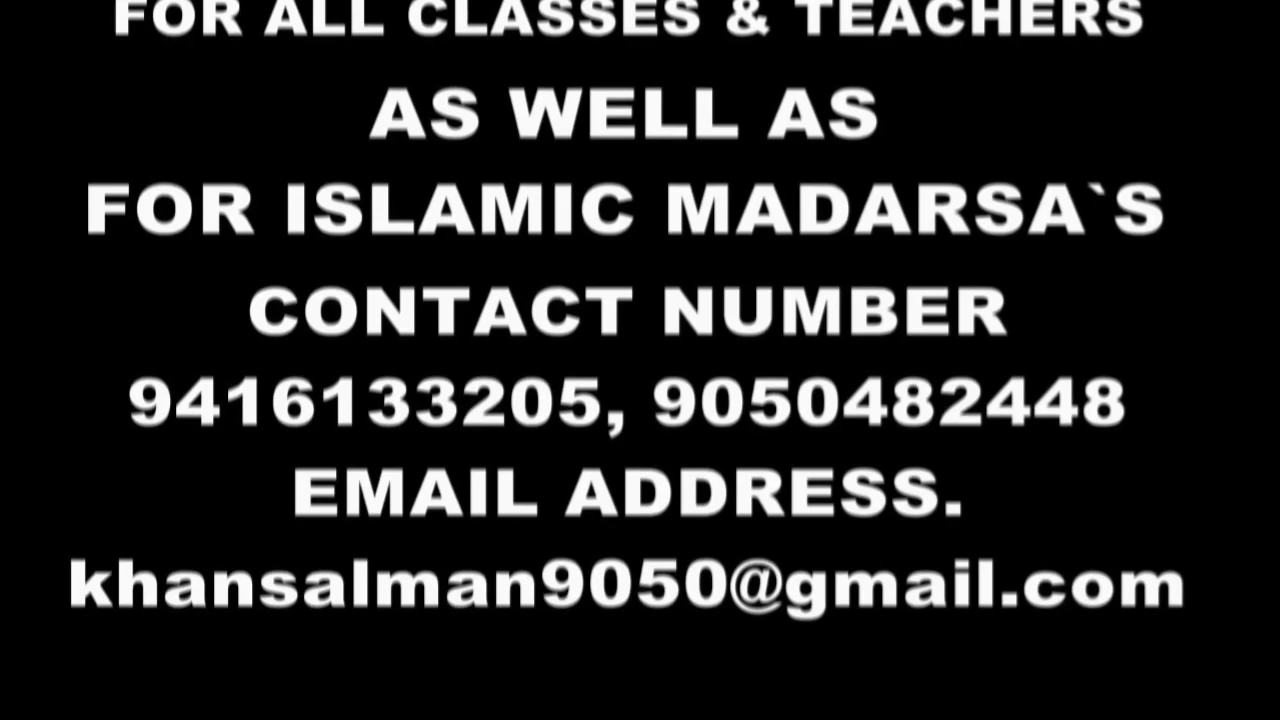 FOR ALL CLASSES & TEACHERS
AS WELL AS
FOR ISLAMIC MADARSA`S
CONTACT NUMBER
9416133205, 9050482448
EMAIL ADDRESS.
khansalman9050@gmail.com